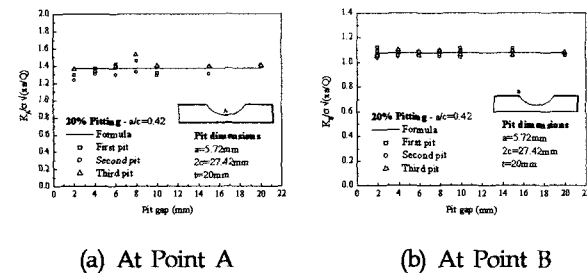 1.6
1.4
1.2
1.0
0.8
0.6
0.4
0.2
0.0
20% Pitting - a/c=0.42
Formula
First pit
Second pit
Third pit
Pit dimensions
a=5.72mm
2c=27.42mm
t=20mm
0 2 4 6 8 10 12 14 16 18 20 22
Pit gap (mm)
(a) At Point A
1.4
1.2
1.0
0.8
0.6
0.4
0.2
0.0
20% Pitting - a/c=0.42
Formula
First pit
Second pit
Third pit
Pit dimensions
a=5.72mm
2c=27.42mm
t=20mm
0 2 4 6 8 10 12 14 16 18 20 22
Pit gap (mm)
(b) At Point B